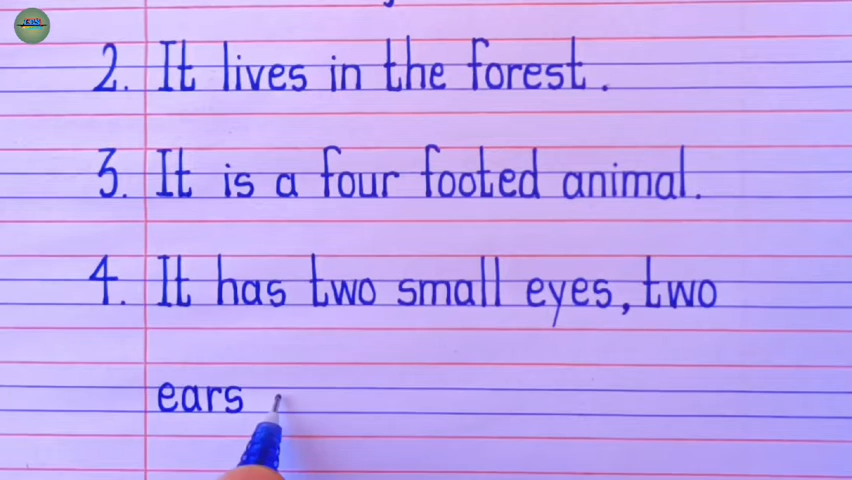 2. It lives in the forest.
3. It is a four footed animal.
4. It has two small eyes, two
ears